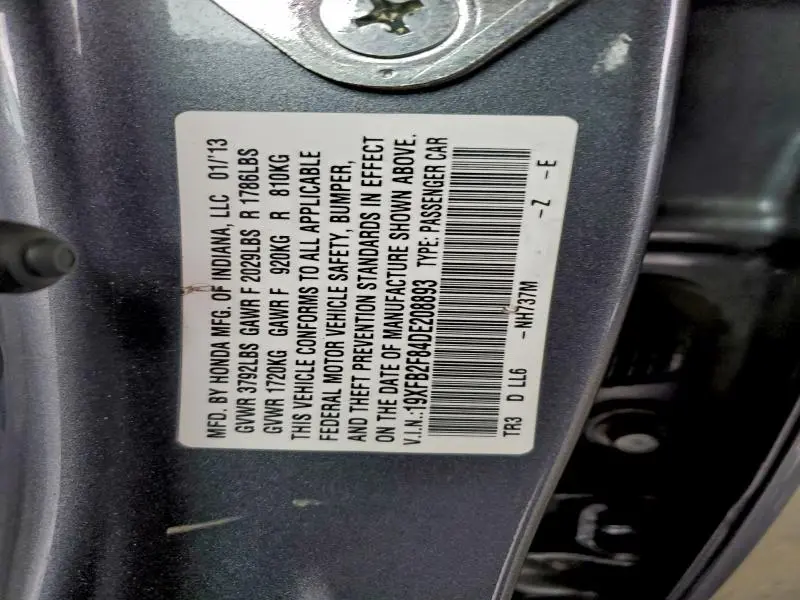 MFD. BY HONDA MFG. OF INDIANA, LLC 01/'13
GVWR 3792LBS GAWR F 2029LBS R 1786LBS
GVWR 1720KG GAWR F 920KG R 810KG
THIS VEHICLE CONFORMS TO ALL APPLICABLE
FEDERAL MOTOR VEHICLE SAFETY, BUMPER,
AND THEFT PREVENTION STANDARDS IN EFFECT
ON THE DATE OF MANUFACTURE SHOWN ABOVE.
V.I.N.:19XFB2F84DE208893 TYPE: PASSENGER CAR
TR3 D LL6 -NH737M -Z -E